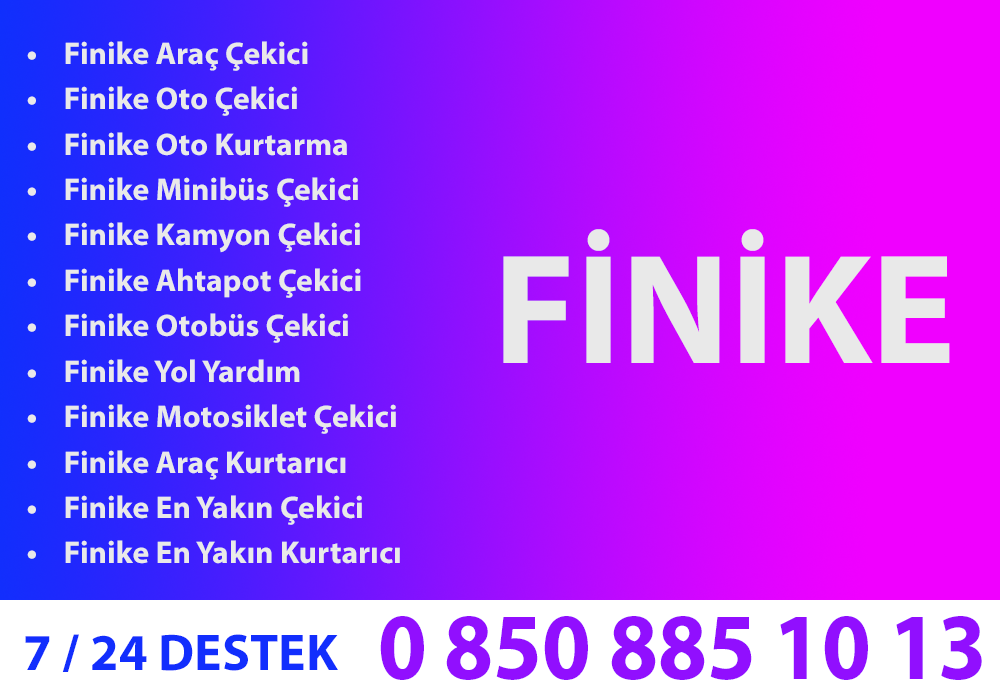 • Finike Araç Çekici
• Finike Oto Çekici
• Finike Oto Kurtarma
• Finike Minibüs Çekici
• Finike Kamyon Çekici
• Finike Ahtapot Çekici
• Finike Otobüs Çekici
• Finike Yol Yardım
• Finike Motosiklet Çekici
• Finike Araç Kurtarıcı
• Finike En Yakın Çekici
• Finike En Yakın Kurtarıcı
FİNİKE
7 / 24 DESTEK 0 850 885 10 13